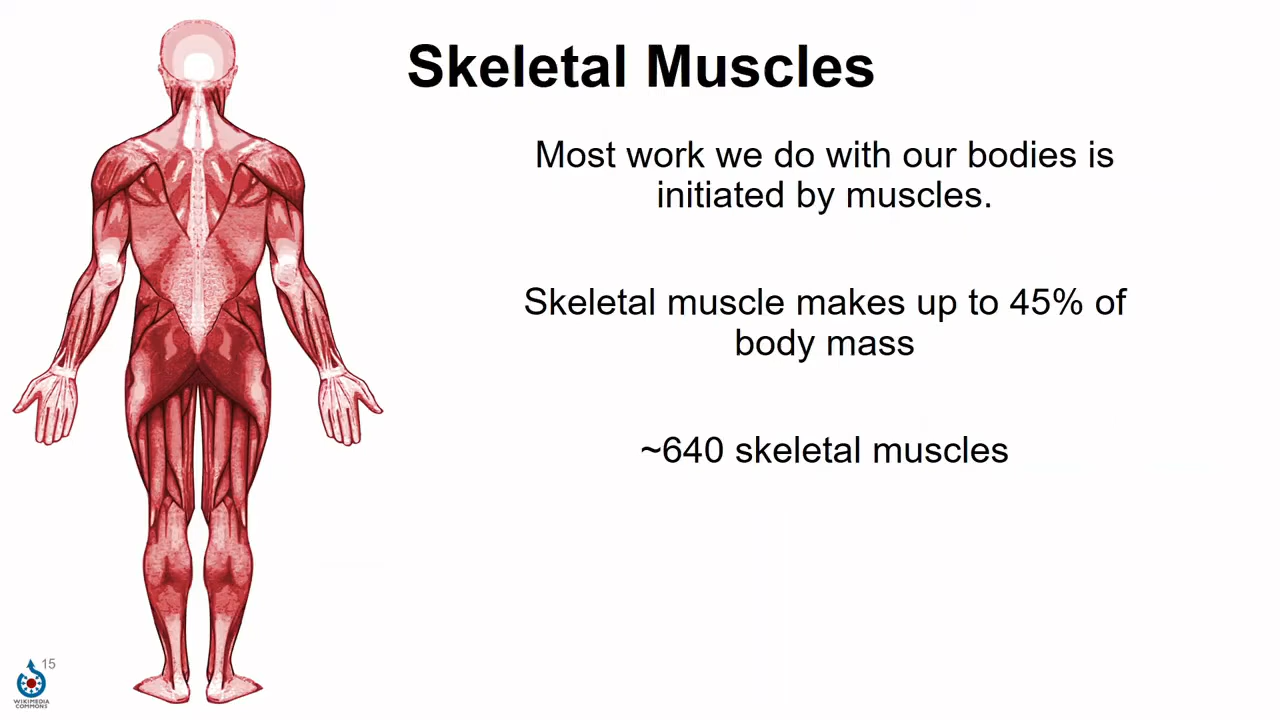 Skeletal Muscles
Most work we do with our bodies is
initiated by muscles.
Skeletal muscle makes up to 45% of
body mass
~640 skeletal muscles
15
WIKIMEDIA
COMMONS